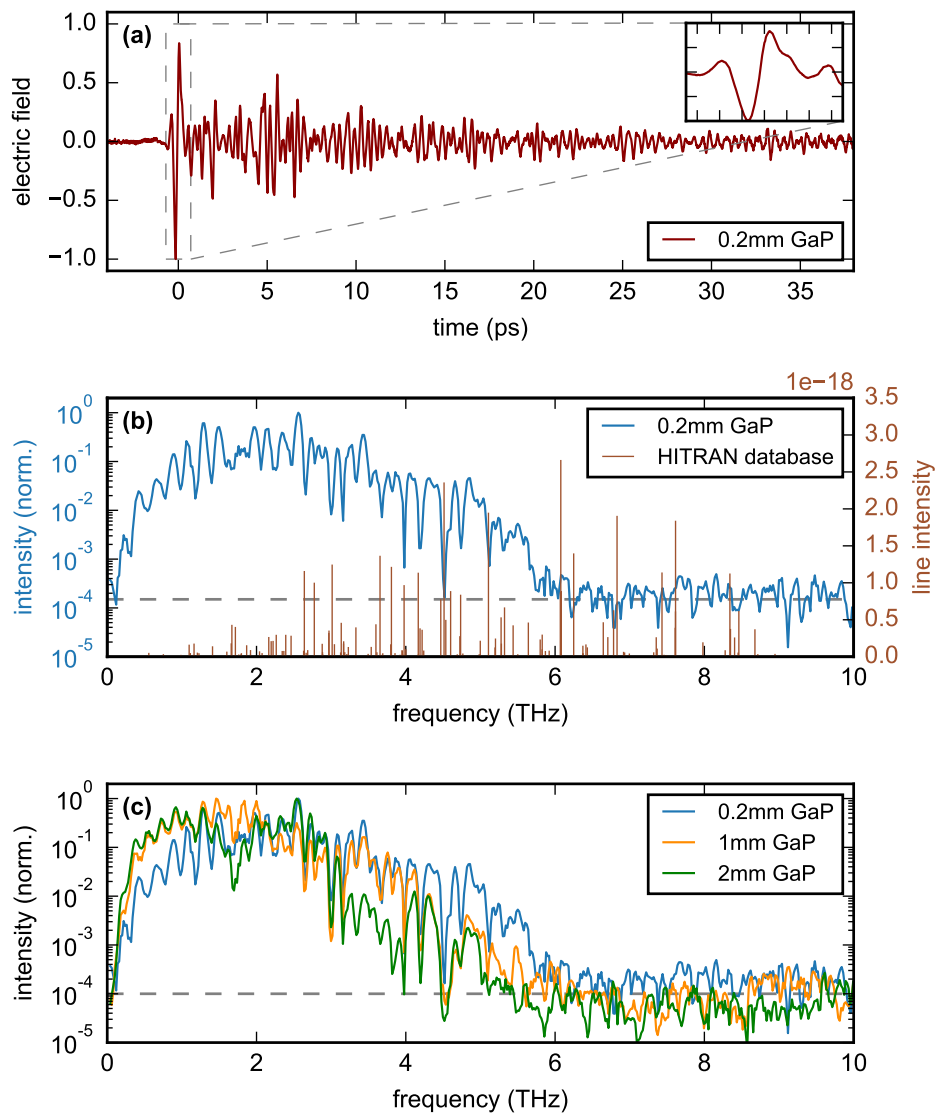 (a)
1.0
0.5
0.0
−0.5
−1.0
electric field
0.2mm GaP
0 5 10 15 20 25 30 35
time (ps)
1e−18
(b)
10^0
10^-1
10^-2
10^-3
10^-4
10^-5
intensity (norm.)
0.2mm GaP
HITRAN database
3.5
3.0
2.5
2.0
1.5
1.0
0.5
0.0
line intensity
0 2 4 6 8 10
frequency (THz)
(c)
10^0
10^-1
10^-2
10^-3
10^-4
10^-5
intensity (norm.)
0.2mm GaP
1mm GaP
2mm GaP
0 2 4 6 8 10
frequency (THz)